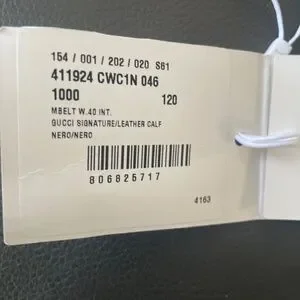 154 / 001 / 202 / 020 S61
411924 CWC1N 046
1000 120
MBELT W.40 INT.
GUCCI SIGNATURE/LEATHER CALF
NERO/NERO
806825717
4163